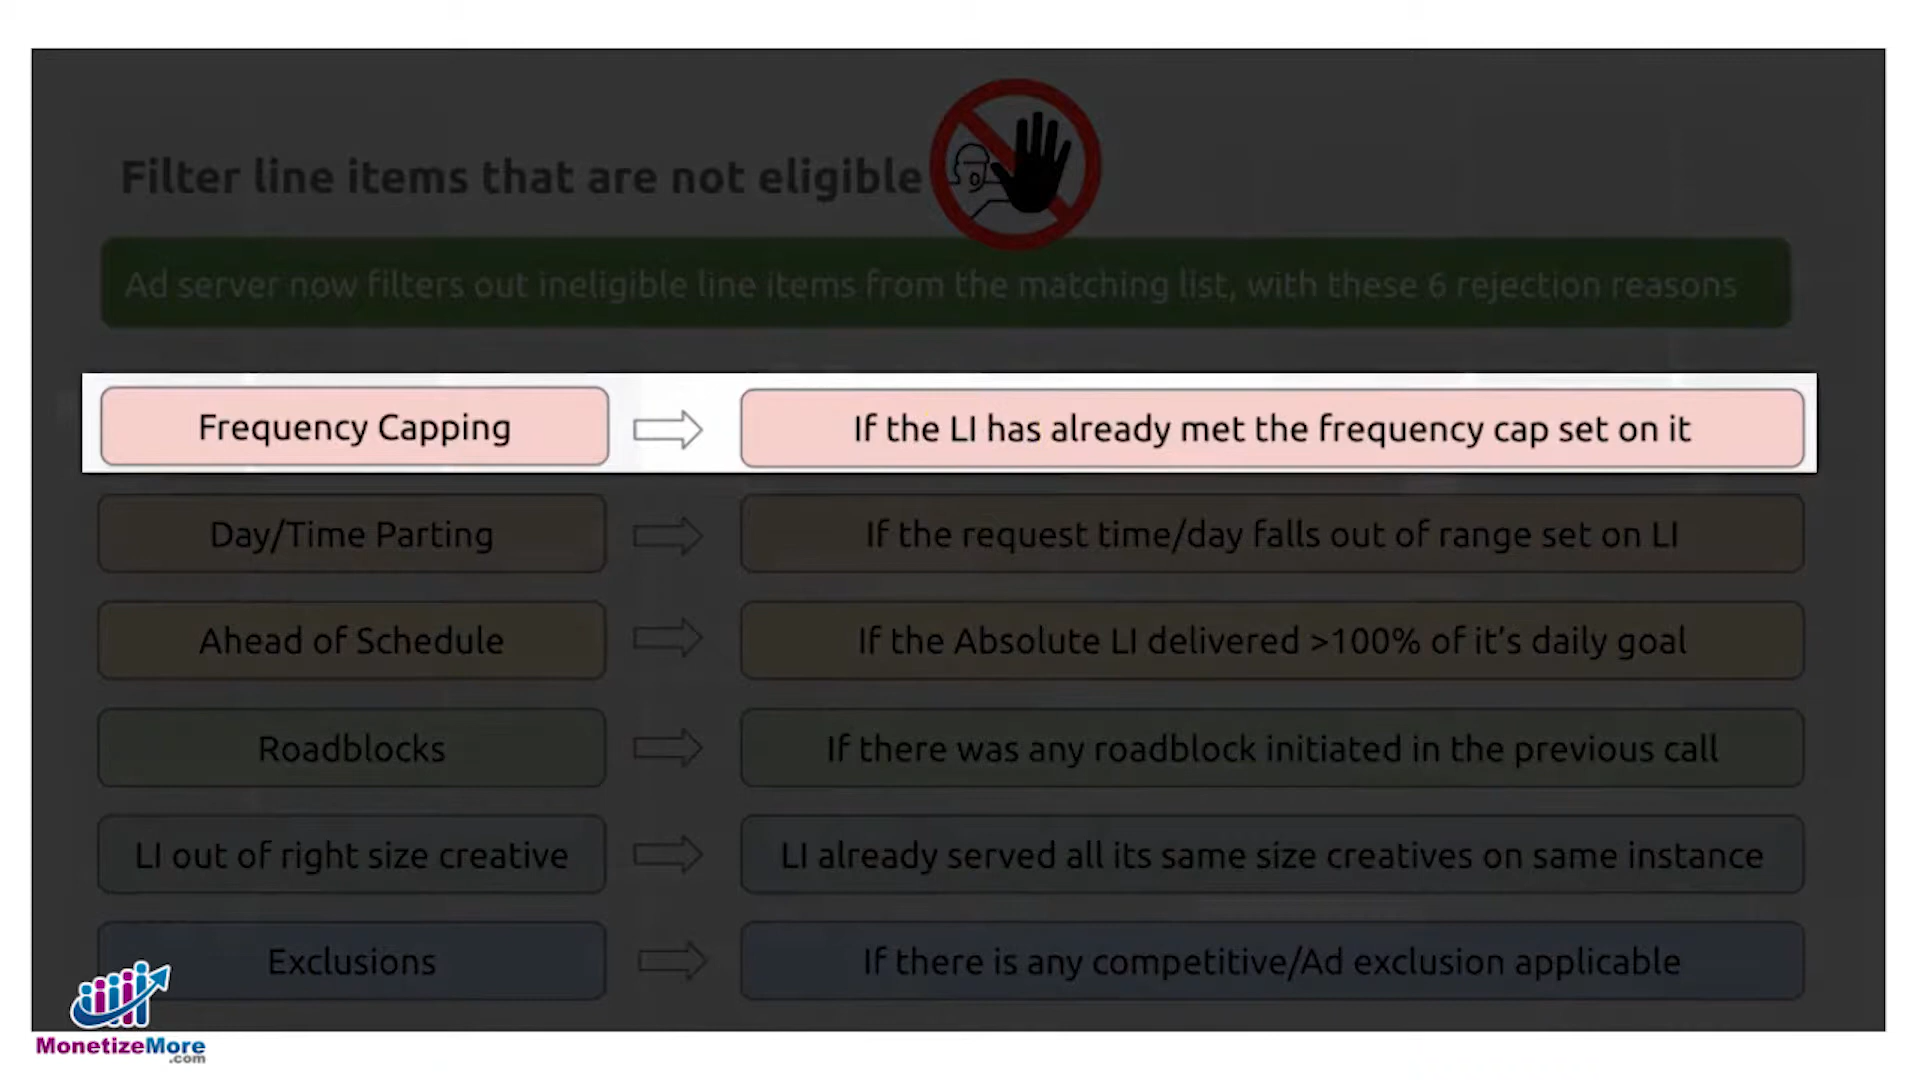 Filter line items that are not eligible
Ad server now filters out ineligible line items from the matching list, with these 6 rejection reasons
Frequency Capping
If the LI has already met the frequency cap set on it
Day/Time Parting
If the request time/day falls out of range set on LI
Ahead of Schedule
If the Absolute LI delivered >100% of it's daily goal
Roadblocks
If there was any roadblock initiated in the previous call
LI out of right size creative
LI already served all its same size creatives on same instance
Exclusions
If there is any competitive/Ad exclusion applicable
MonetizeMore
.com